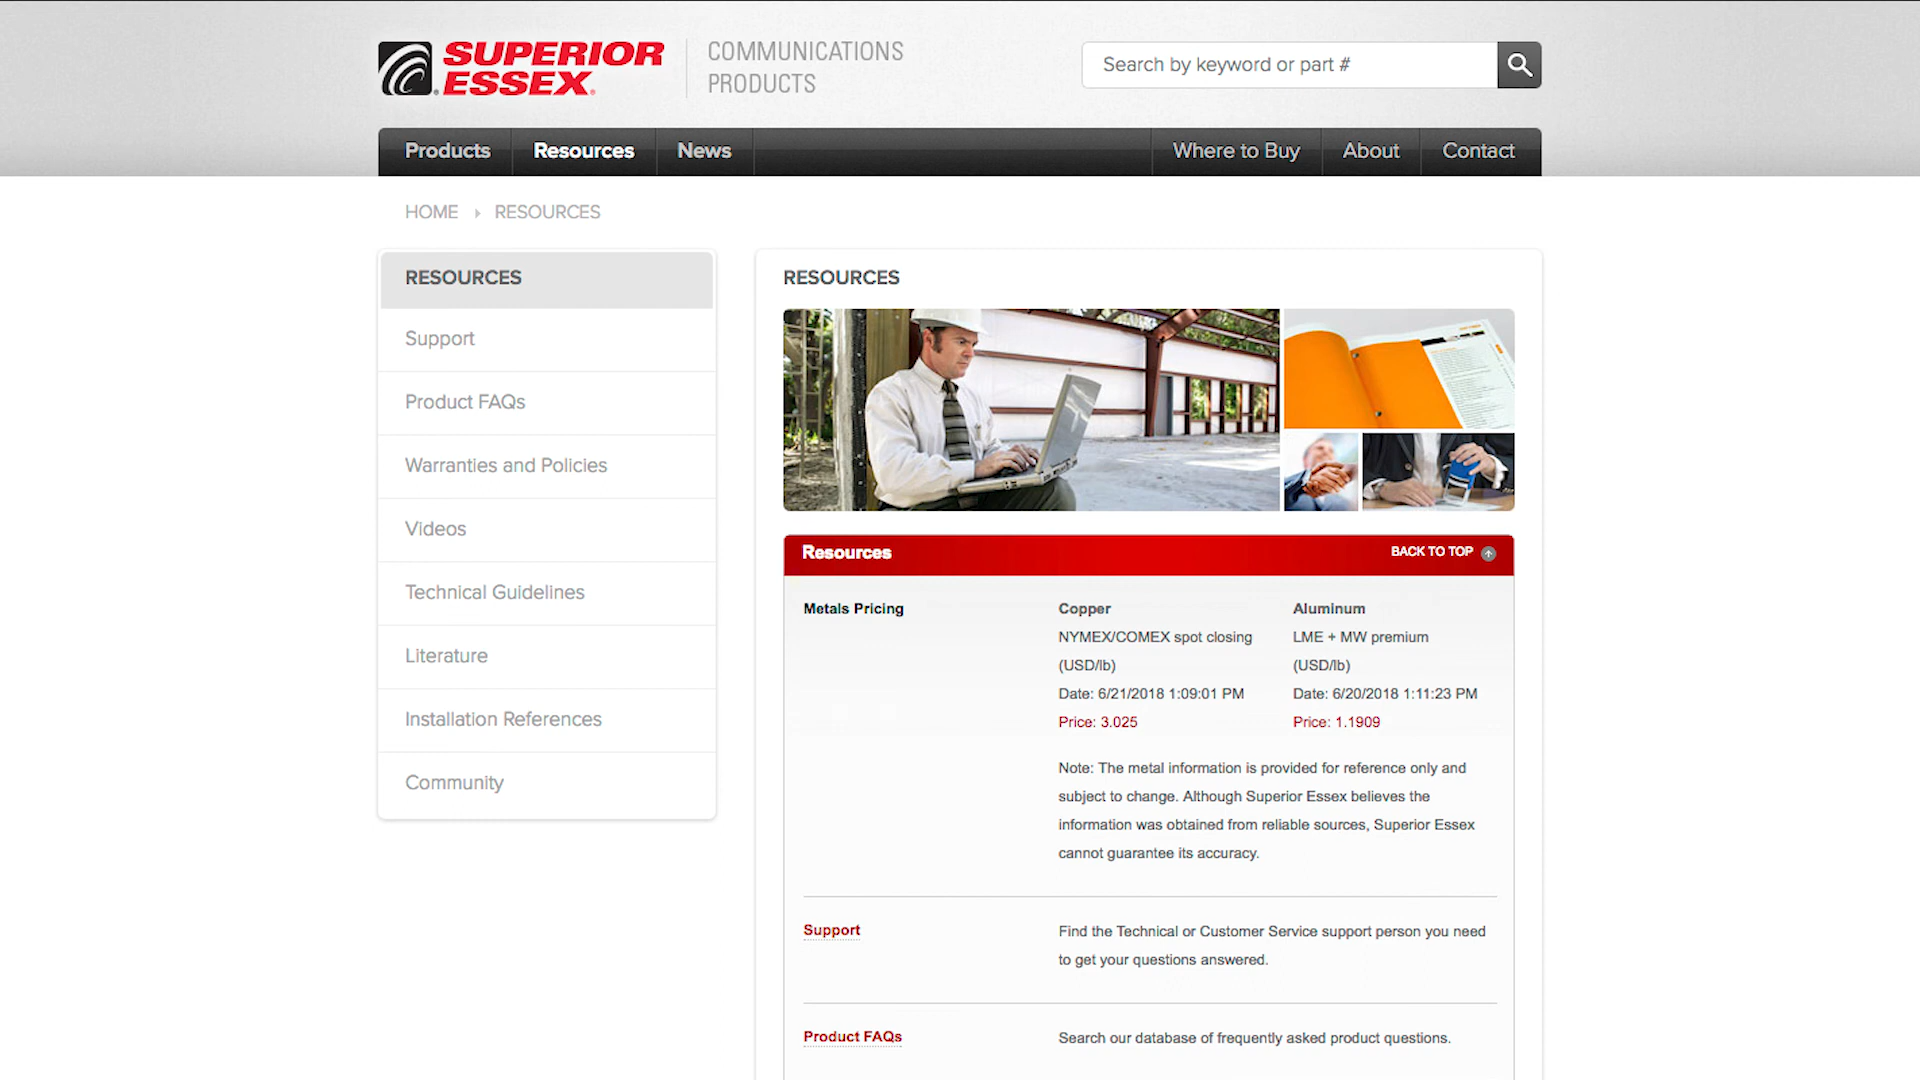 SUPERIOR
ESSEX
COMMUNICATIONS
PRODUCTS
Search by keyword or part #
Products
Resources
News
Where to Buy
About
Contact
HOME
RESOURCES
RESOURCES
Support
Product FAQs
Warranties and Policies
Videos
Technical Guidelines
Literature
Installation References
Community
RESOURCES
Resources
BACK TO TOP
Metals Pricing
Copper
NYMEX/COMEX spot closing
(USD/lb)
Date: 6/21/2018 1:09:01 PM
Price: 3.025
Aluminum
LME + MW premium
(USD/lb)
Date: 6/20/2018 1:11:23 PM
Price: 1.1909
Note: The metal information is provided for reference only and
subject to change. Although Superior Essex believes the
information was obtained from reliable sources, Superior Essex
cannot guarantee its accuracy.
Support
Find the Technical or Customer Service support person you need
to get your questions answered.
Product FAQs
Search our database of frequently asked product questions.